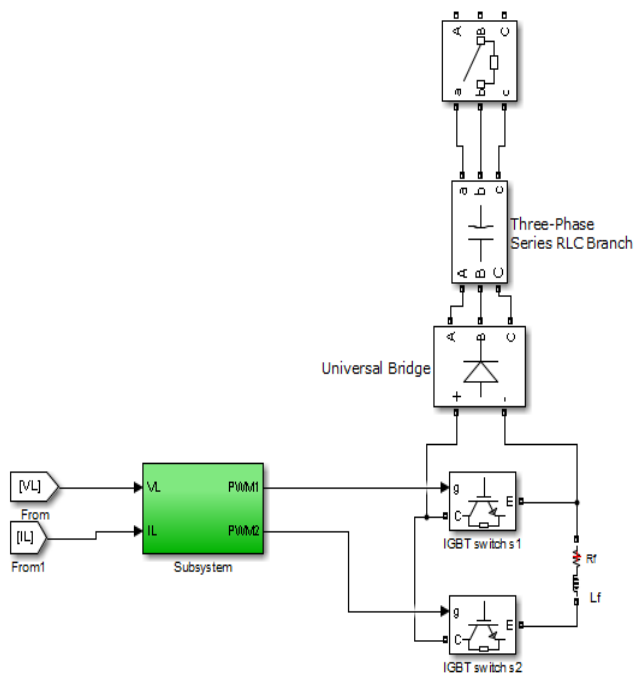 A B C
a b c
a b c
Three-Phase
Series RLC Branch
A B C
A B C
Universal Bridge
+ -
[VL]
From
[IL]
From1
VL PWM1
IL PWM2
Subsystem
g
C E
IGBT switch s1
Rf
Lf
g
C E
IGBT switch s2